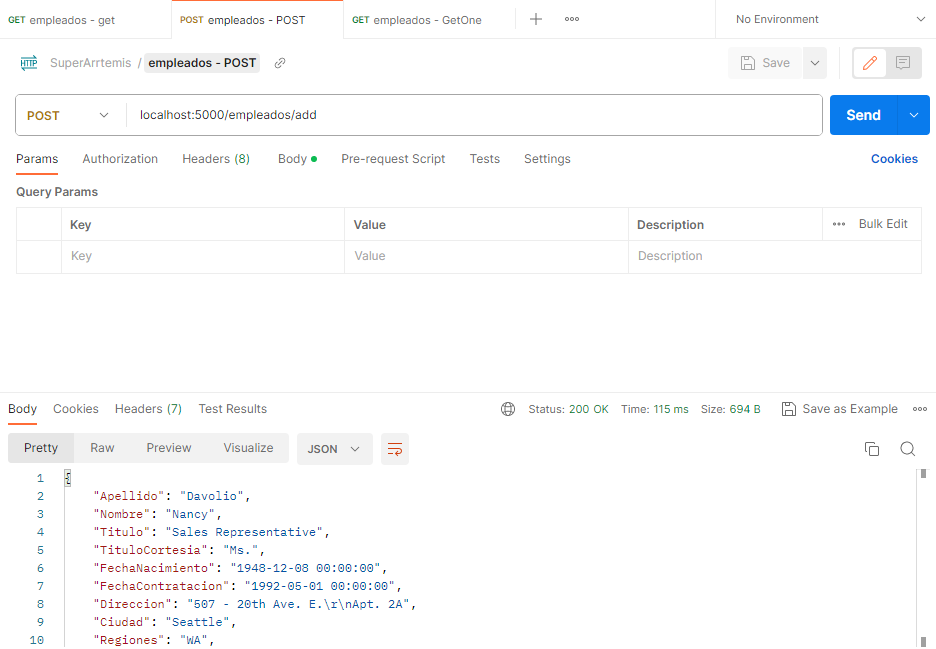 GET empleados - get POST empleados - POST GET empleados - GetOne No Environment
HTTP SuperArrtemis / empleados - POST Save
POST localhost:5000/empleados/add Send
Params Authorization Headers (8) Body Pre-request Script Tests Settings Cookies
Query Params
Key Value Description Bulk Edit
Key Value Description
Body Cookies Headers (7) Test Results Status: 200 OK Time: 115 ms Size: 694 B Save as Example
Pretty Raw Preview Visualize JSON
1 {
2 "Apellido": "Davolio",
3 "Nombre": "Nancy",
4 "Titulo": "Sales Representative",
5 "TituloCortesia": "Ms.",
6 "FechaNacimiento": "1948-12-08 00:00:00",
7 "FechaContratacion": "1992-05-01 00:00:00",
8 "Direccion": "507 - 20th Ave. E.\r\nApt. 2A",
9 "Ciudad": "Seattle",
10 "Regiones": "WA",